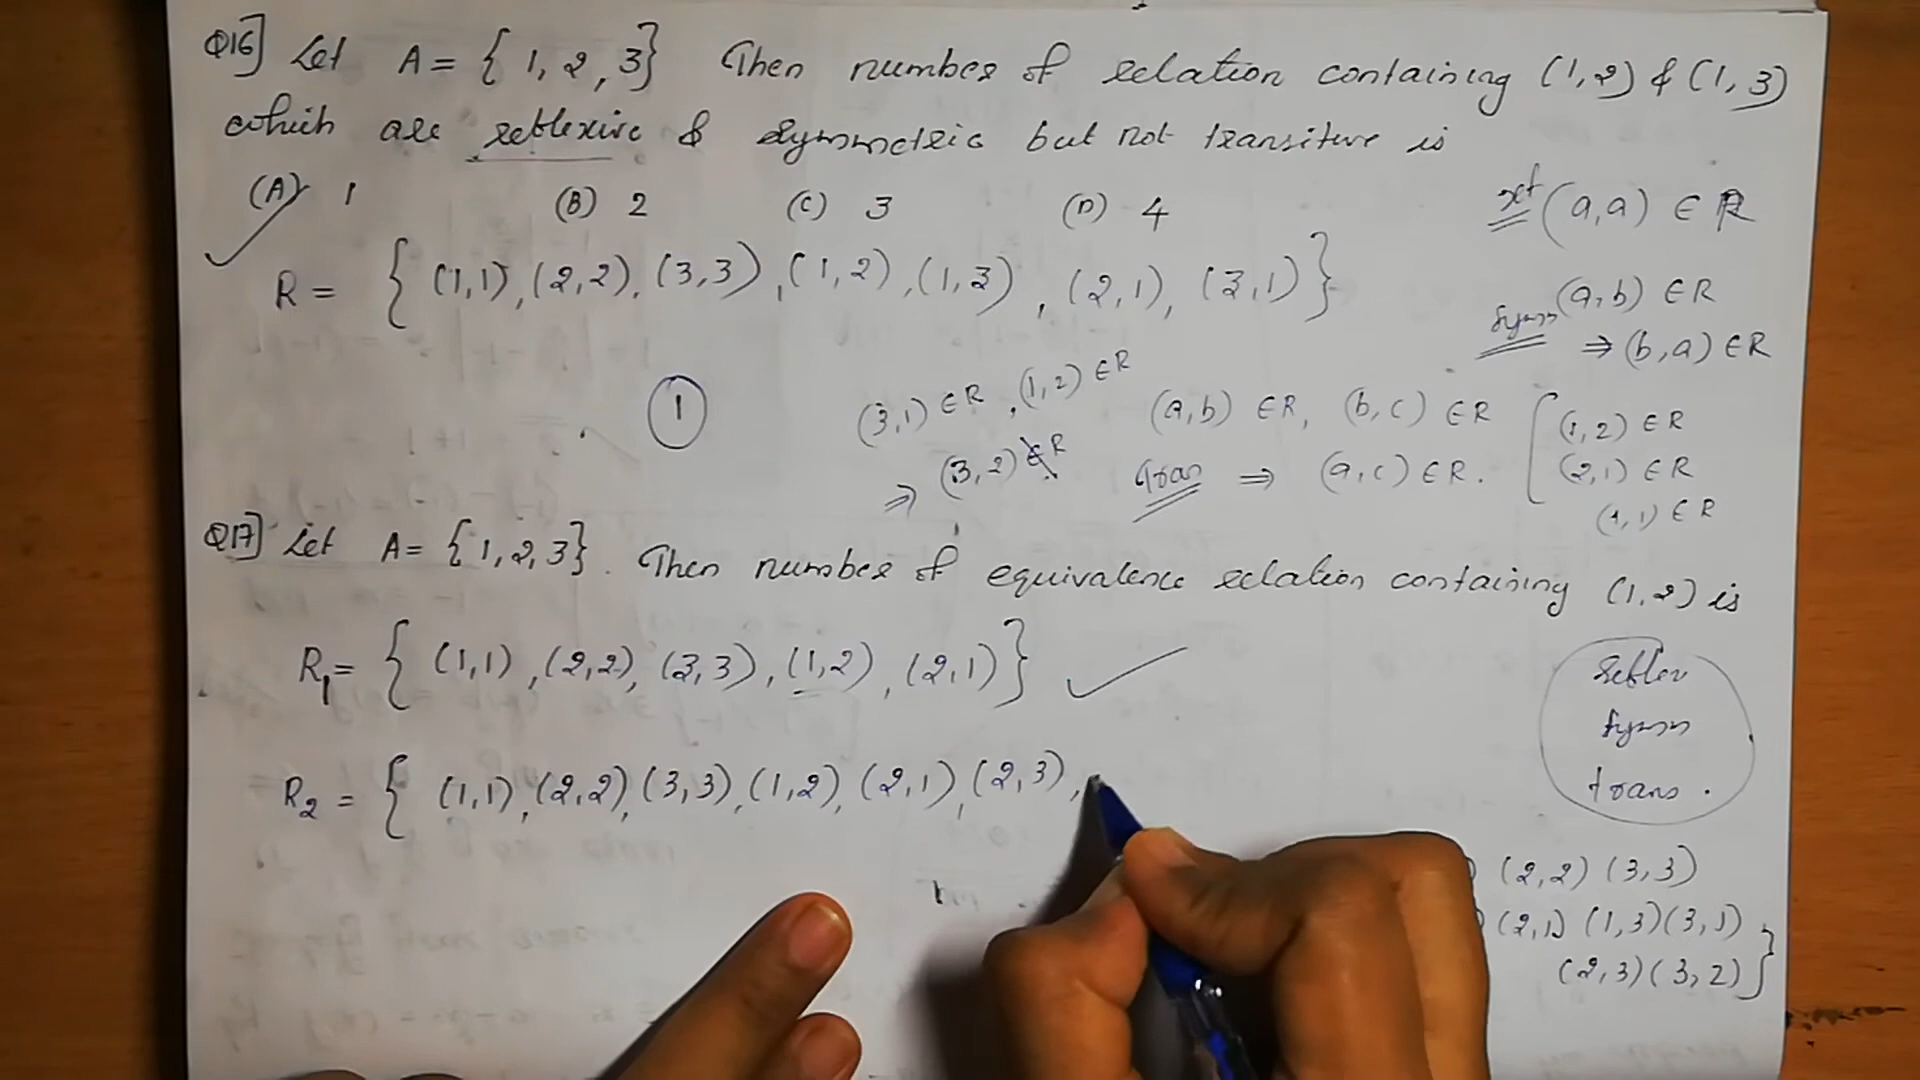 Q16] Let A = { 1, 2, 3} Then number of relation containing (1,2) & (1,3)
which are reflexive & symmetric but not transitive is
(A) 1 (B) 2 (C) 3 (D) 4
ref (a,a) ∈ R
R = { (1,1), (2,2), (3,3), (1,2), (1,3), (2,1), (3,1) }
Symm (a,b) ∈ R
⇒ (b,a) ∈ R
1
(3,1) ∈ R, (1,2) ∈ R
⇒ (3,2) ∉ R
(a,b) ∈ R, (b,c) ∈ R
Tran ⇒ (a,c) ∈ R.
(1,2) ∈ R
(2,1) ∈ R
(1,1) ∈ R
Q17] Let A = { 1, 2, 3}. Then number of equivalence relation containing (1,2) is
R1 = { (1,1), (2,2), (3,3), (1,2), (2,1) }
R2 = { (1,1), (2,2), (3,3), (1,2), (2,1), (2,3),
Reflex
Symm
trans.
) (2,2) (3,3)
) (2,1) (1,3) (3,1)
(2,3) (3,2) }